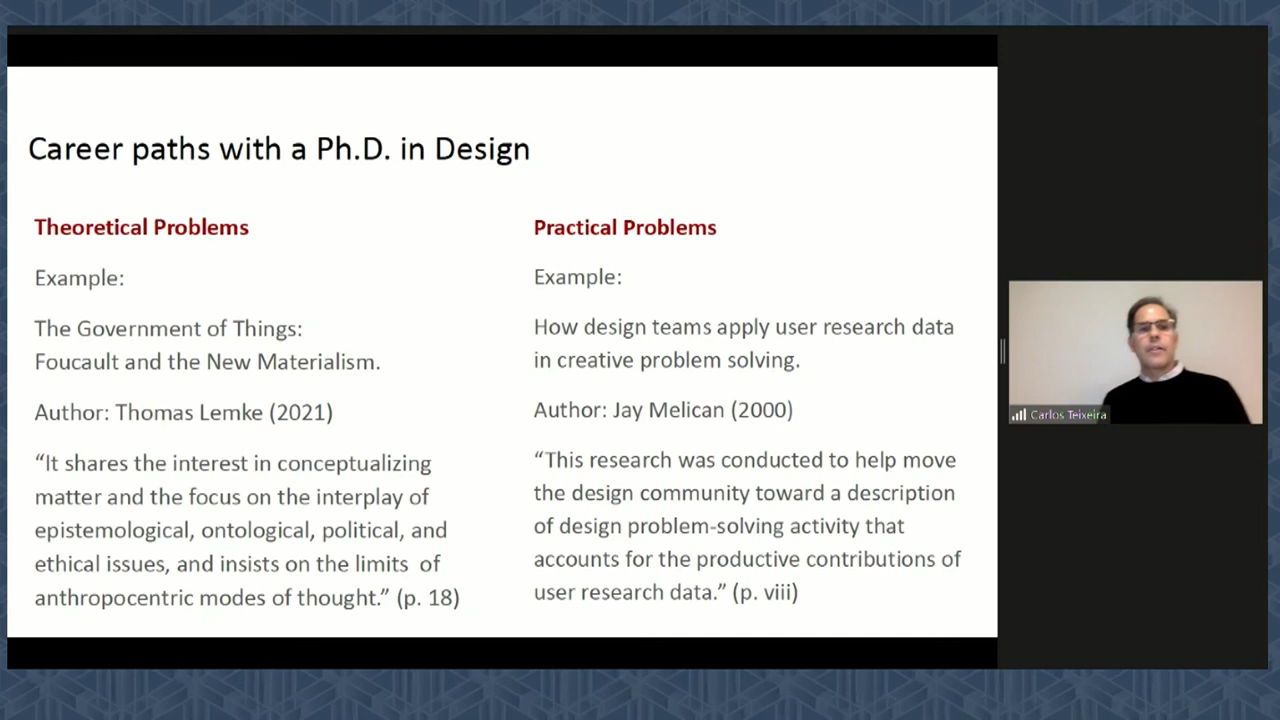 Career paths with a Ph.D. in Design
Theoretical Problems
Example:
The Government of Things:
Foucault and the New Materialism.
Author: Thomas Lemke (2021)
“It shares the interest in conceptualizing
matter and the focus on the interplay of
epistemological, ontological, political, and
ethical issues, and insists on the limits of
anthropocentric modes of thought.” (p. 18)
Practical Problems
Example:
How design teams apply user research data
in creative problem solving.
Author: Jay Melican (2000)
“This research was conducted to help move
the design community toward a description
of design problem-solving activity that
accounts for the productive contributions of
user research data.” (p. viii)
Carlos Teixeira